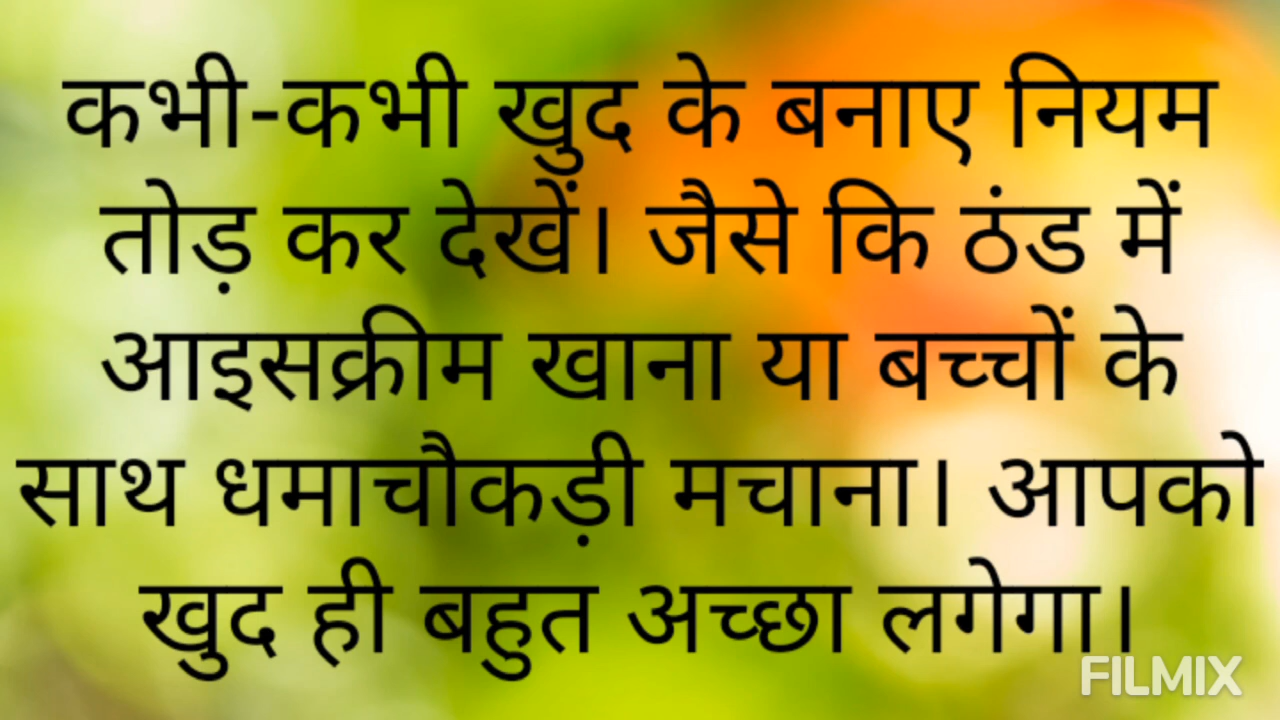 कभी-कभी खुद के बनाए नियम
तोड़ कर देखें। जैसे कि ठंड में
आइसक्रीम खाना या बच्चों के
साथ धमाचौकड़ी मचाना। आपको
खुद ही बहुत अच्छा लगेगा।
FILMIX